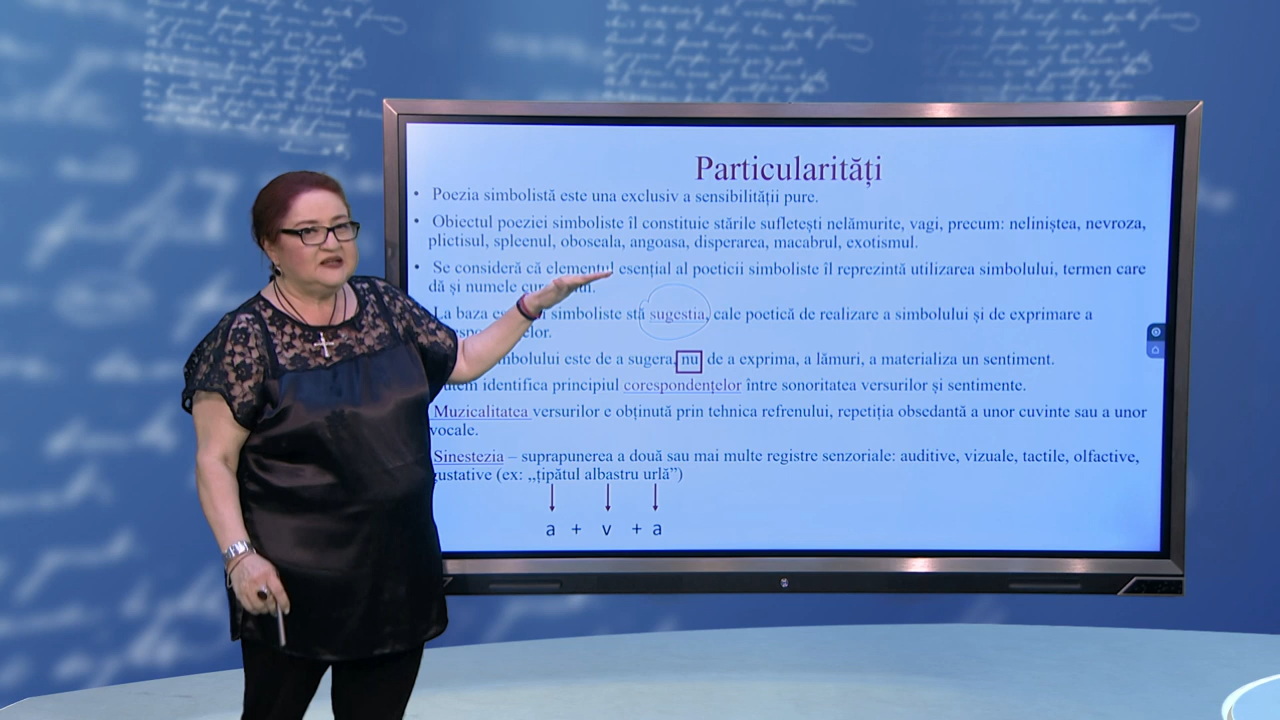 Particularități
• Poezia simbolistă este una exclusiv a sensibilității pure.
• Obiectul poeziei simboliste îl constituie stările sufletești nelămurite, vagi, precum: neliniștea, nevroza,
plictisul, spleenul, oboseala, angoasa, disperarea, macabrul, exotismul.
• Se consideră că elementul esențial al poeticii simboliste îl reprezintă utilizarea simbolului, termen care
dă și numele
La baza simboliste stă sugestia, cale poetică de realizare a simbolului și de exprimare a
este de a sugera, nu de a exprima, a lămuri, a materializa un sentiment.
identifica principiul corespondențelor între sonoritatea versurilor și sentimente.
Muzicalitatea versurilor e obținută prin tehnica refrenului, repetiția obsedantă a unor cuvinte sau a unor
vocale.
Sinestezia – suprapunerea a două sau mai multe registre senzoriale: auditive, vizuale, tactile, olfactive,
gustative (ex: ,,țipătul albastru urlă”)
a + v + a